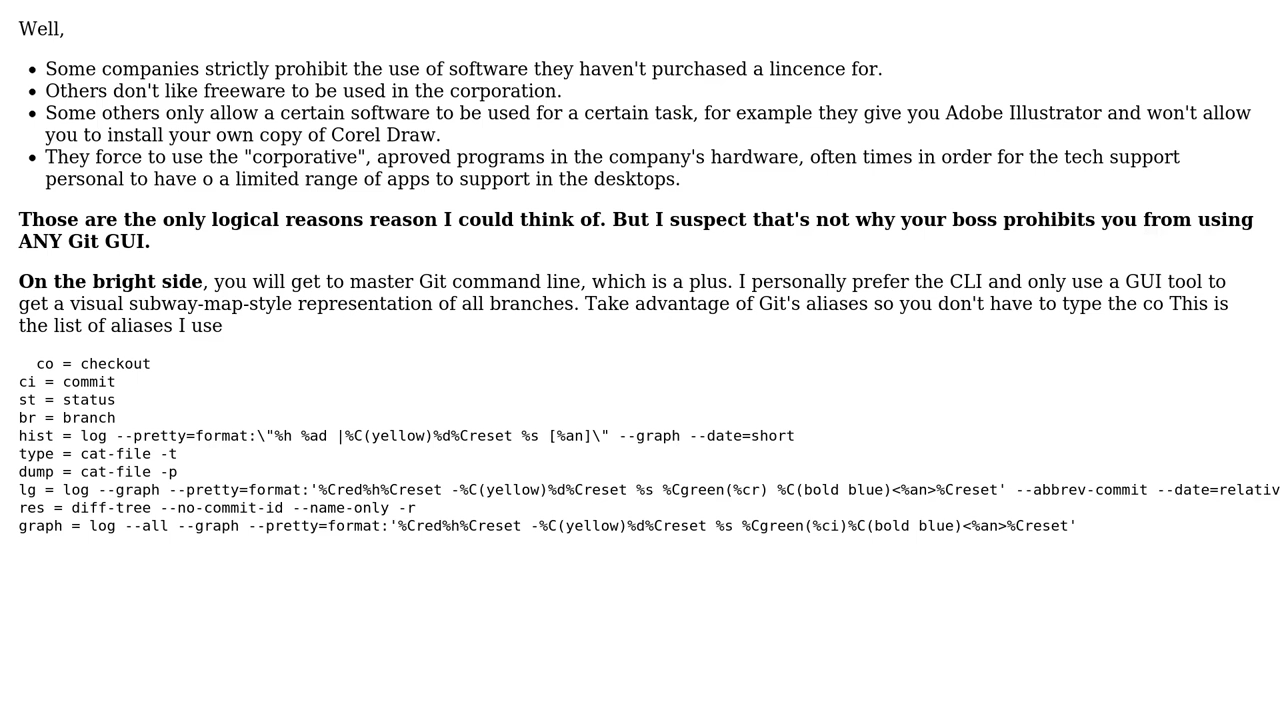 Well,
Some companies strictly prohibit the use of software they haven't purchased a lincence for.
Others don't like freeware to be used in the corporation.
Some others only allow a certain software to be used for a certain task, for example they give you Adobe Illustrator and won't allow
you to install your own copy of Corel Draw.
They force to use the "corporative", aproved programs in the company's hardware, often times in order for the tech support
personal to have o a limited range of apps to support in the desktops.
Those are the only logical reasons reason I could think of. But I suspect that's not why your boss prohibits you from using
ANY Git GUI.
On the bright side, you will get to master Git command line, which is a plus. I personally prefer the CLI and only use a GUI tool to
get a visual subway-map-style representation of all branches. Take advantage of Git's aliases so you don't have to type the co This is
the list of aliases I use
co = checkout
ci = commit
st = status
br = branch
hist = log --pretty=format:\"%h %ad |%C(yellow)%d%Creset %s [%an]\" --graph --date=short
type = cat-file -t
dump = cat-file -p
lg = log --graph --pretty=format:'%Cred%h%Creset -%C(yellow)%d%Creset %s %Cgreen(%cr) %C(bold blue)<%an>%Creset' --abbrev-commit --date=relativ
res = diff-tree --no-commit-id --name-only -r
graph = log --all --graph --pretty=format:'%Cred%h%Creset -%C(yellow)%d%Creset %s %Cgreen(%ci)%C(bold blue)<%an>%Creset'